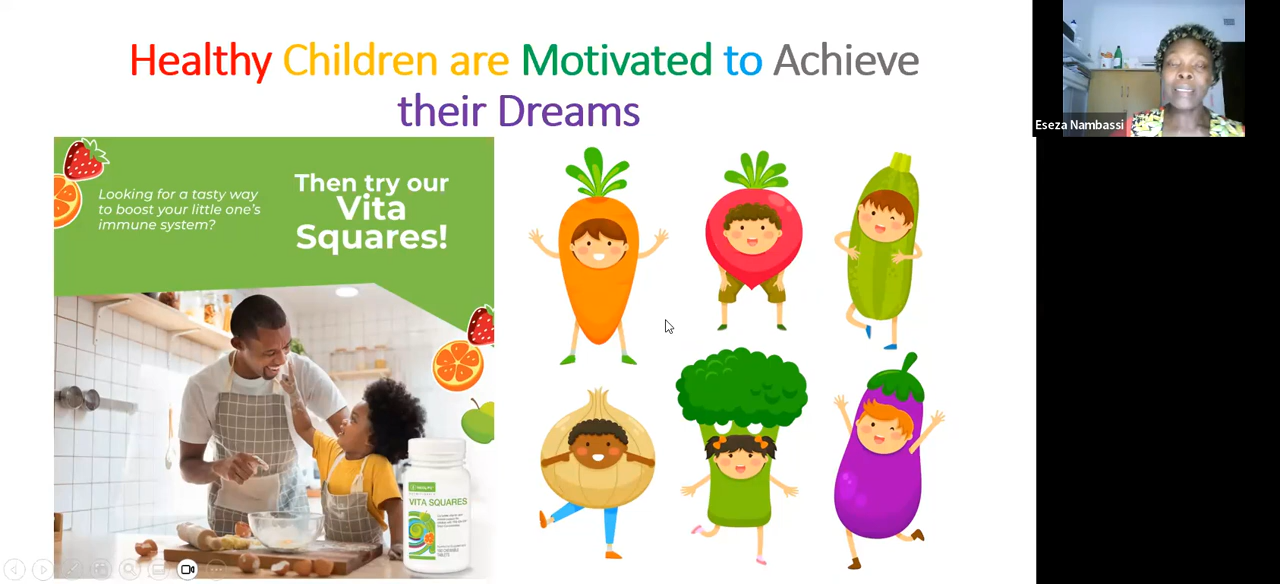 Healthy Children are Motivated to Achieve
their Dreams
Looking for a tasty way
to boost your little one's
immune system?
Then try our
Vita
Squares!
VITA SQUARES
Eseza Nambassi